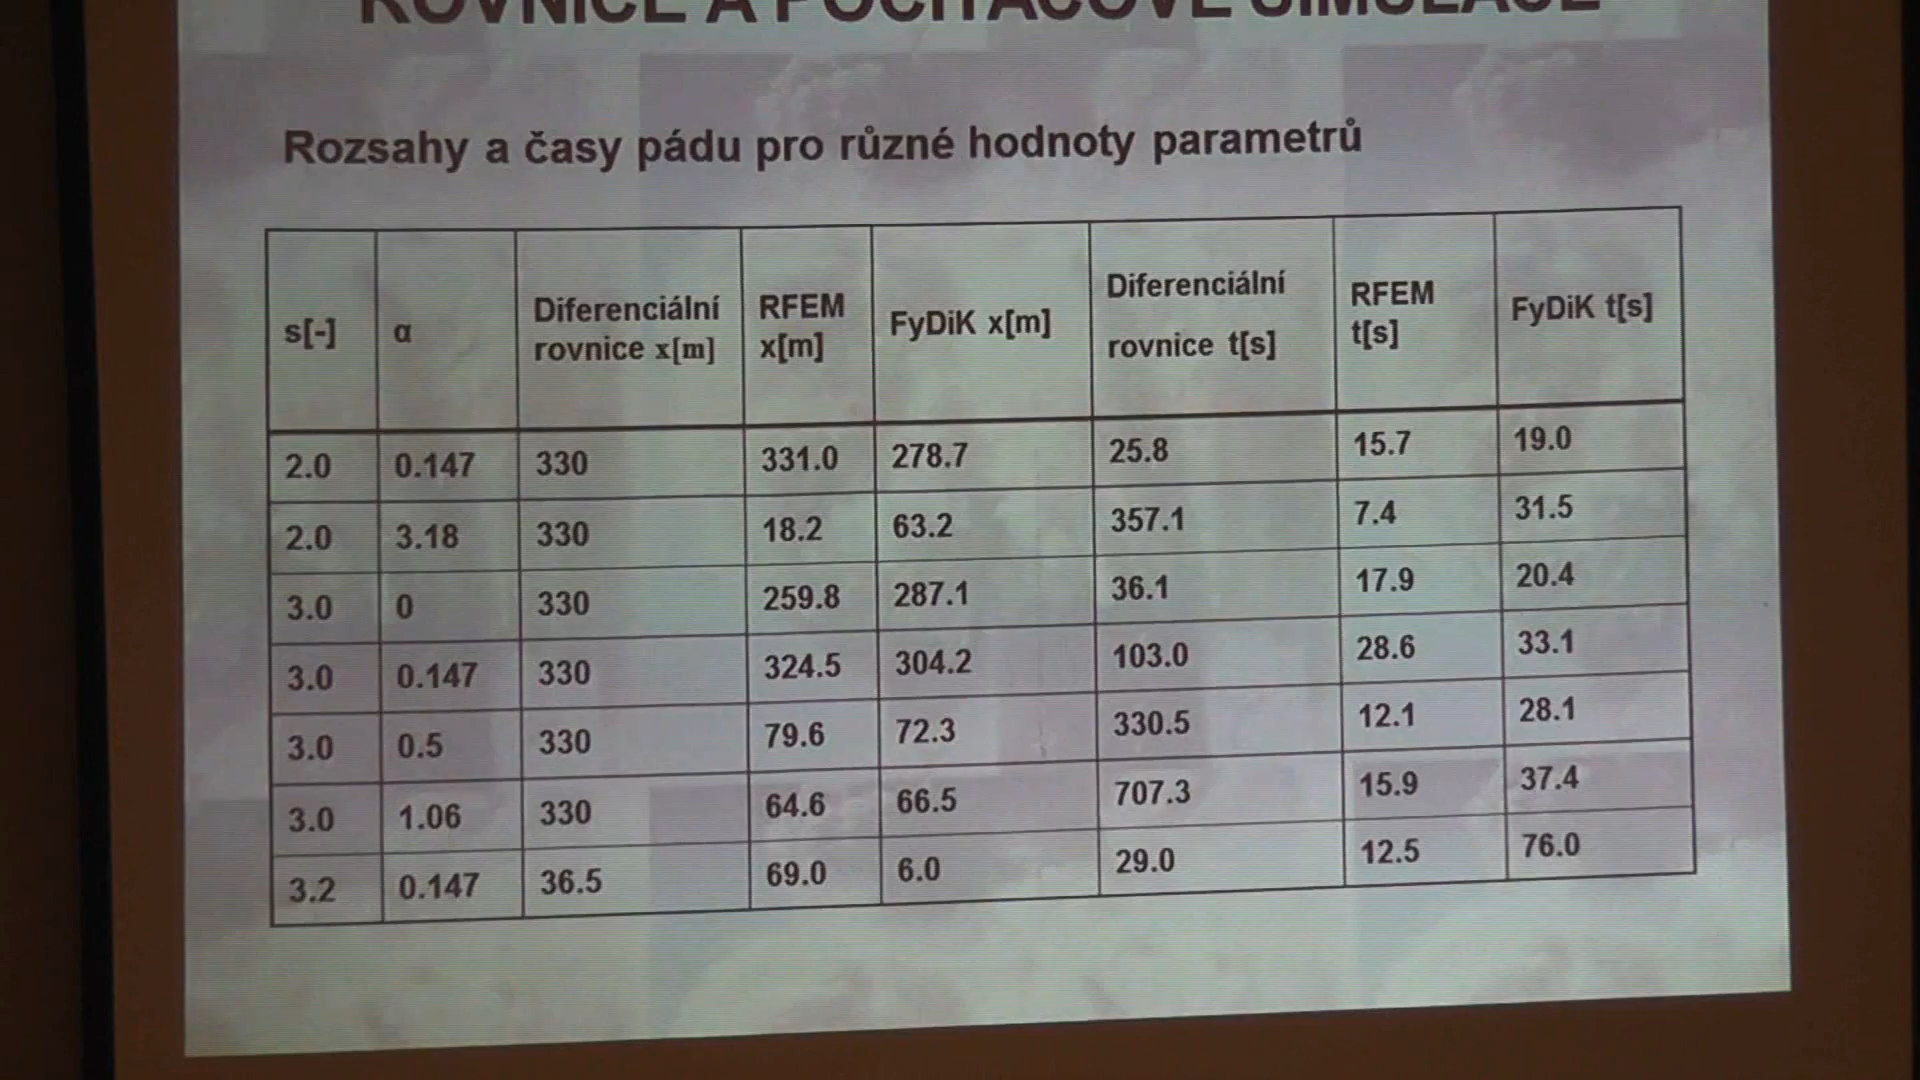 ROVNICE A POČÍTAČOVÉ SIMULACE
Rozsahy a časy pádu pro různé hodnoty parametrů
s[-] α Diferenciální rovnice x[m] RFEM x[m] FyDiK x[m] Diferenciální rovnice t[s] RFEM t[s] FyDiK t[s]
2.0 0.147 330 331.0 278.7 25.8 15.7 19.0
2.0 3.18 330 18.2 63.2 357.1 7.4 31.5
3.0 0 330 259.8 287.1 36.1 17.9 20.4
3.0 0.147 330 324.5 304.2 103.0 28.6 33.1
3.0 0.5 330 79.6 72.3 330.5 12.1 28.1
3.0 1.06 330 64.6 66.5 707.3 15.9 37.4
3.2 0.147 36.5 69.0 6.0 29.0 12.5 76.0